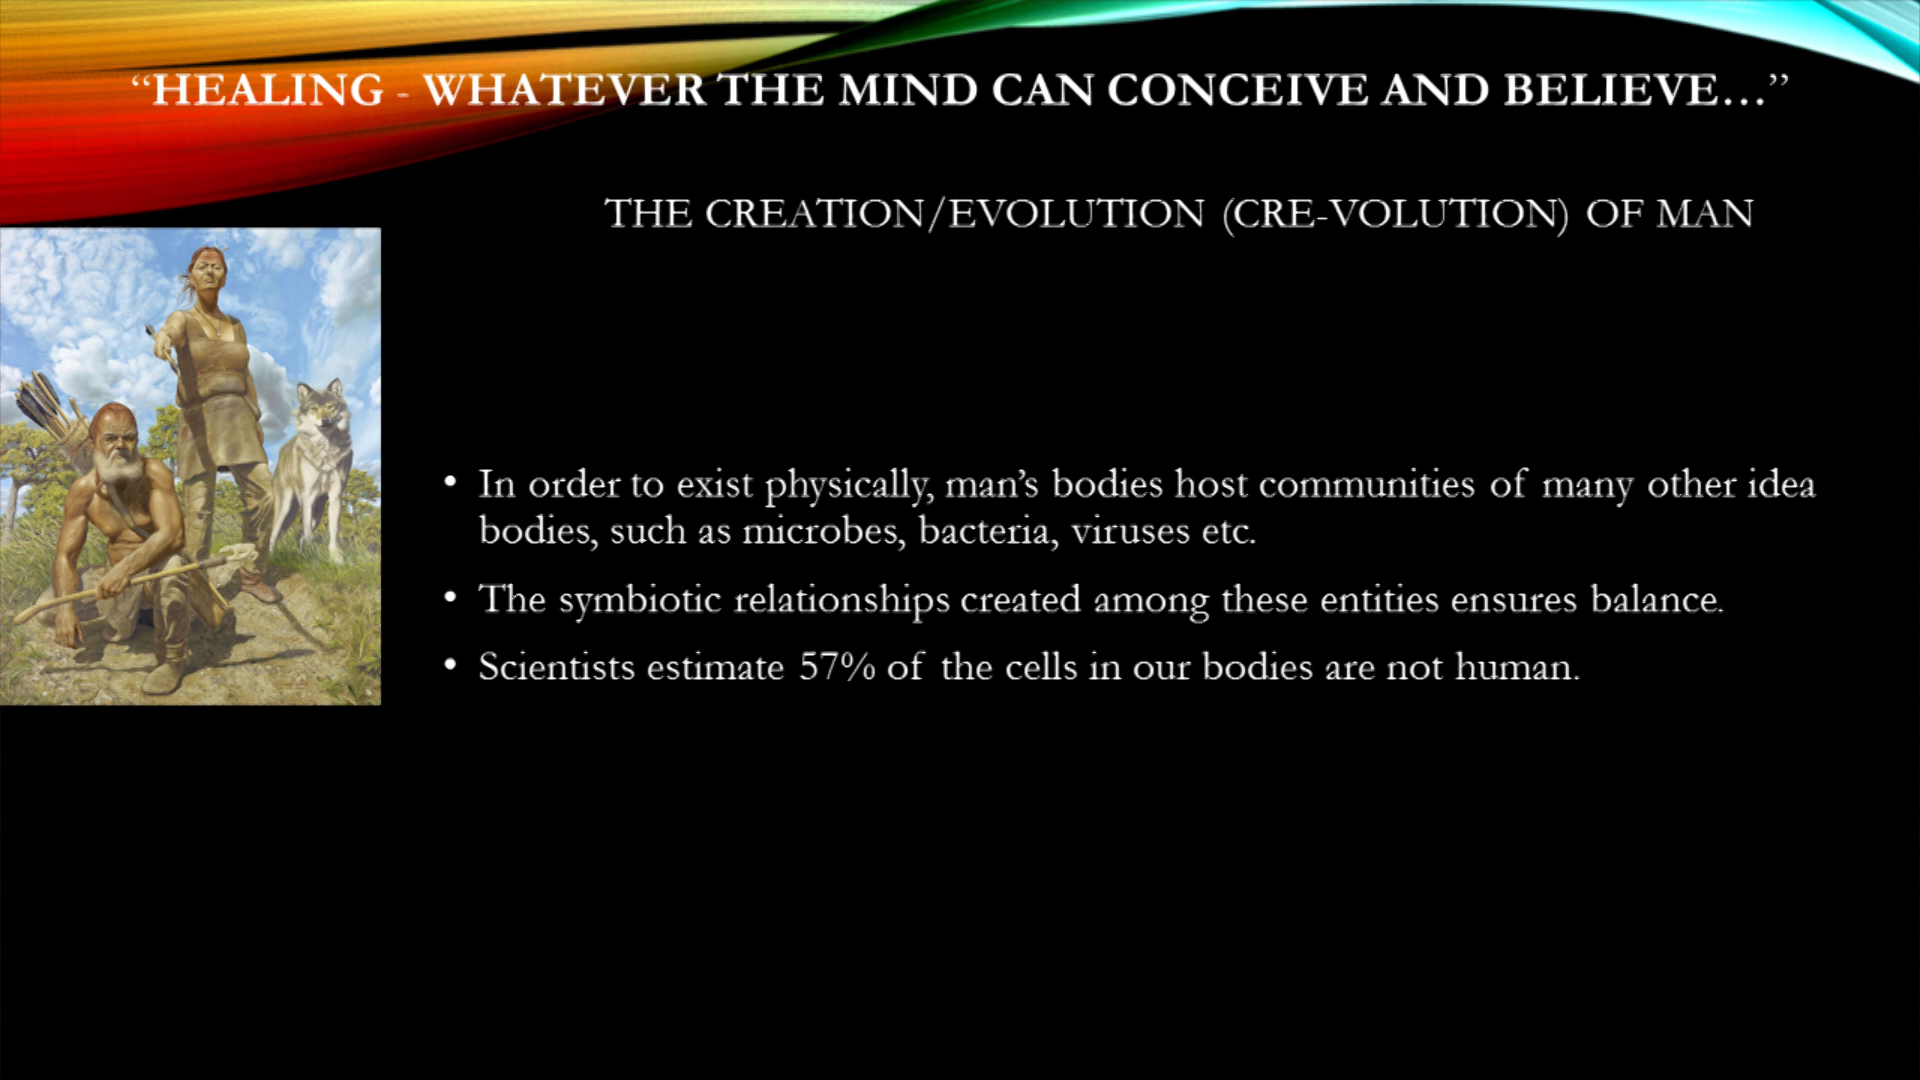 “HEALING - WHATEVER THE MIND CAN CONCEIVE AND BELIEVE…”
THE CREATION/EVOLUTION (CRE-VOLUTION) OF MAN
• In order to exist physically, man’s bodies host communities of many other idea
bodies, such as microbes, bacteria, viruses etc.
• The symbiotic relationships created among these entities ensures balance.
• Scientists estimate 57% of the cells in our bodies are not human.